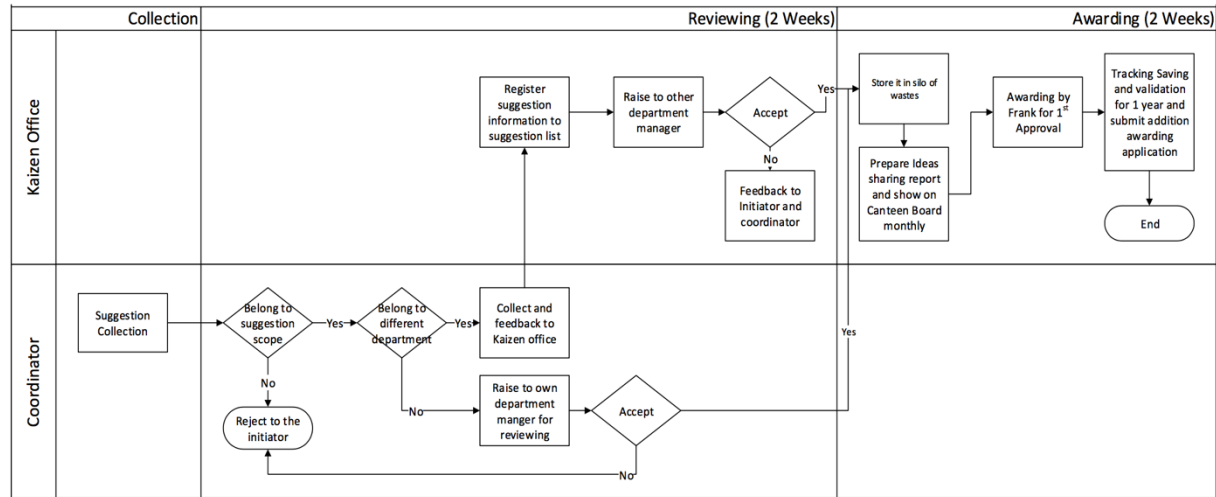 Collection
Reviewing (2 Weeks)
Awarding (2 Weeks)
Kaizen Office
Register
suggestion
information to
suggestion list
Raise to other
department
manager
Accept
Yes
No
Feedback to
Initiator and
coordinator
Store it in silo of
wastes
Prepare Ideas
sharing report
and show on
Canteen Board
monthly
Awarding by
Frank for 1st
Approval
Tracking Saving
and validation
for 1 year and
submit addition
awarding
application
End
Coordinator
Suggestion
Collection
Belong to
suggestion
scope
Yes
No
Reject to the
initiator
Belong to
different
department
Yes
No
Collect and
feedback to
Kaizen office
Raise to own
department
manger for
reviewing
Accept
Yes
No